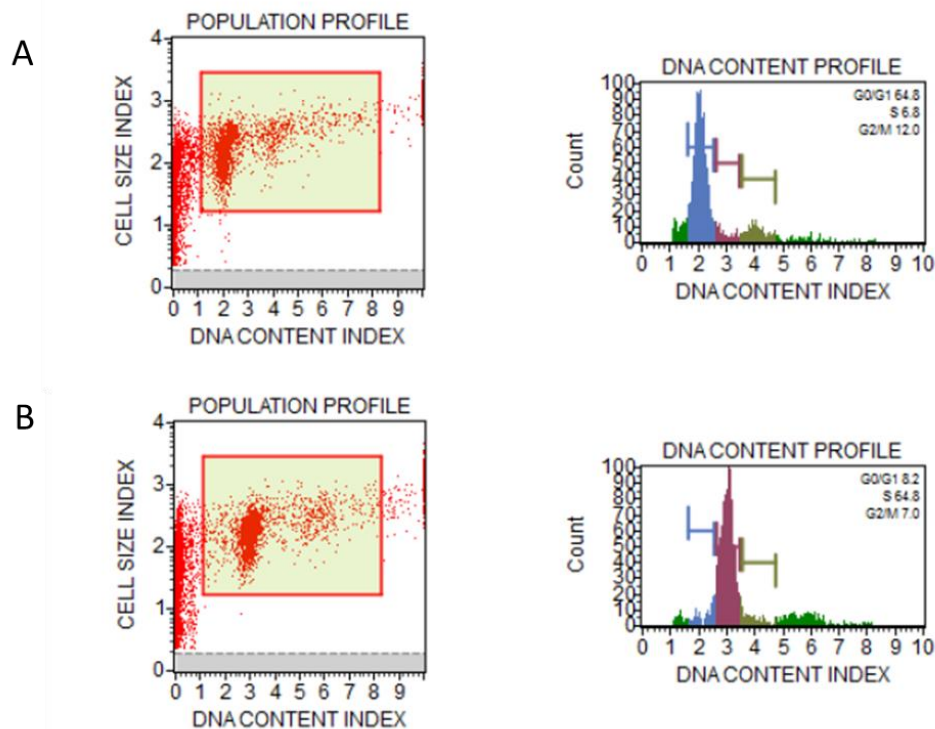 A
POPULATION PROFILE
CELL SIZE INDEX
4
3
2
1
0
0 1 2 3 4 5 6 7 8 9
DNA CONTENT INDEX
DNA CONTENT PROFILE
Count
100
90
80
70
60
50
40
30
20
10
0
G0/G1 64.8
S 6.8
G2/M 12.0
0 1 2 3 4 5 6 7 8 9 10
DNA CONTENT INDEX
B
POPULATION PROFILE
CELL SIZE INDEX
4
3
2
1
0
0 1 2 3 4 5 6 7 8 9
DNA CONTENT INDEX
DNA CONTENT PROFILE
Count
100
90
80
70
60
50
40
30
20
10
0
G0/G1 8.2
S 64.8
G2/M 7.0
0 1 2 3 4 5 6 7 8 9 10
DNA CONTENT INDEX